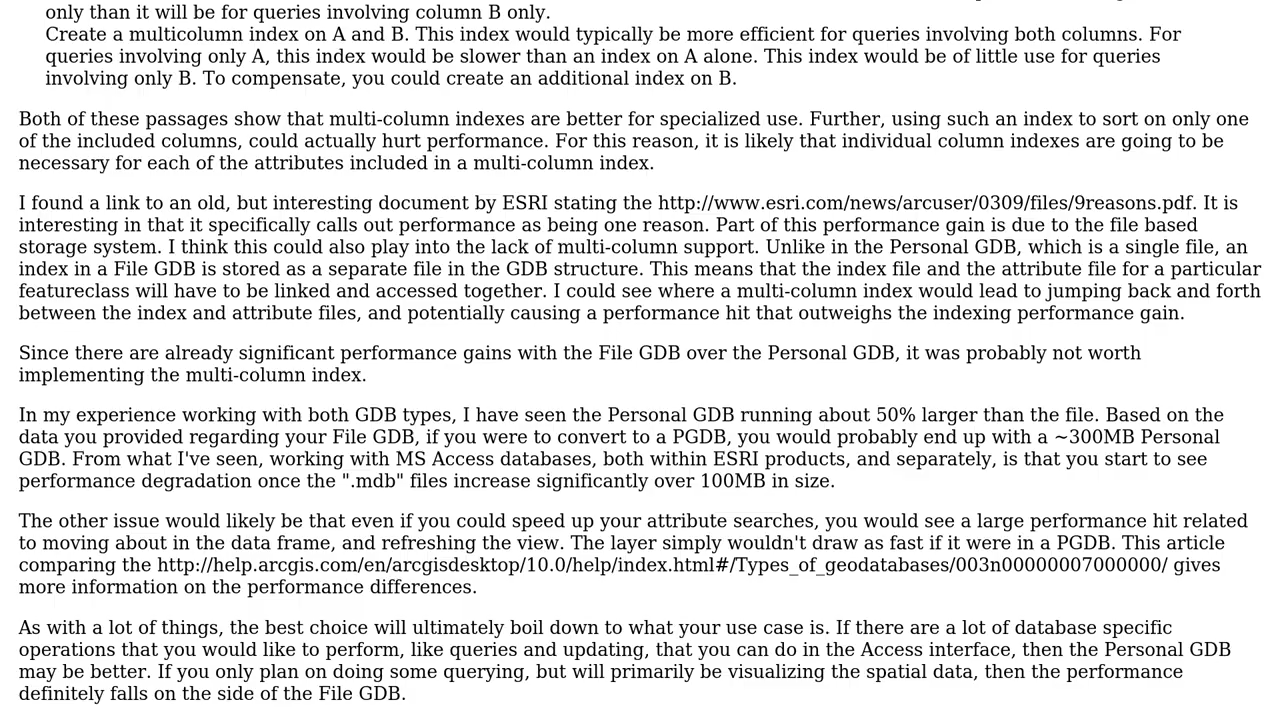 only than it will be for queries involving column B only.
Create a multicolumn index on A and B. This index would typically be more efficient for queries involving both columns. For
queries involving only A, this index would be slower than an index on A alone. This index would be of little use for queries
involving only B. To compensate, you could create an additional index on B.
Both of these passages show that multi-column indexes are better for specialized use. Further, using such an index to sort on only one
of the included columns, could actually hurt performance. For this reason, it is likely that individual column indexes are going to be
necessary for each of the attributes included in a multi-column index.
I found a link to an old, but interesting document by ESRI stating the http://www.esri.com/news/arcuser/0309/files/9reasons.pdf. It is
interesting in that it specifically calls out performance as being one reason. Part of this performance gain is due to the file based
storage system. I think this could also play into the lack of multi-column support. Unlike in the Personal GDB, which is a single file, an
index in a File GDB is stored as a separate file in the GDB structure. This means that the index file and the attribute file for a particular
featureclass will have to be linked and accessed together. I could see where a multi-column index would lead to jumping back and forth
between the index and attribute files, and potentially causing a performance hit that outweighs the indexing performance gain.
Since there are already significant performance gains with the File GDB over the Personal GDB, it was probably not worth
implementing the multi-column index.
In my experience working with both GDB types, I have seen the Personal GDB running about 50% larger than the file. Based on the
data you provided regarding your File GDB, if you were to convert to a PGDB, you would probably end up with a ~300MB Personal
GDB. From what I've seen, working with MS Access databases, both within ESRI products, and separately, is that you start to see
performance degradation once the ".mdb" files increase significantly over 100MB in size.
The other issue would likely be that even if you could speed up your attribute searches, you would see a large performance hit related
to moving about in the data frame, and refreshing the view. The layer simply wouldn't draw as fast if it were in a PGDB. This article
comparing the http://help.arcgis.com/en/arcgisdesktop/10.0/help/index.html#/Types_of_geodatabases/003n00000007000000/ gives
more information on the performance differences.
As with a lot of things, the best choice will ultimately boil down to what your use case is. If there are a lot of database specific
operations that you would like to perform, like queries and updating, that you can do in the Access interface, then the Personal GDB
may be better. If you only plan on doing some querying, but will primarily be visualizing the spatial data, then the performance
definitely falls on the side of the File GDB.